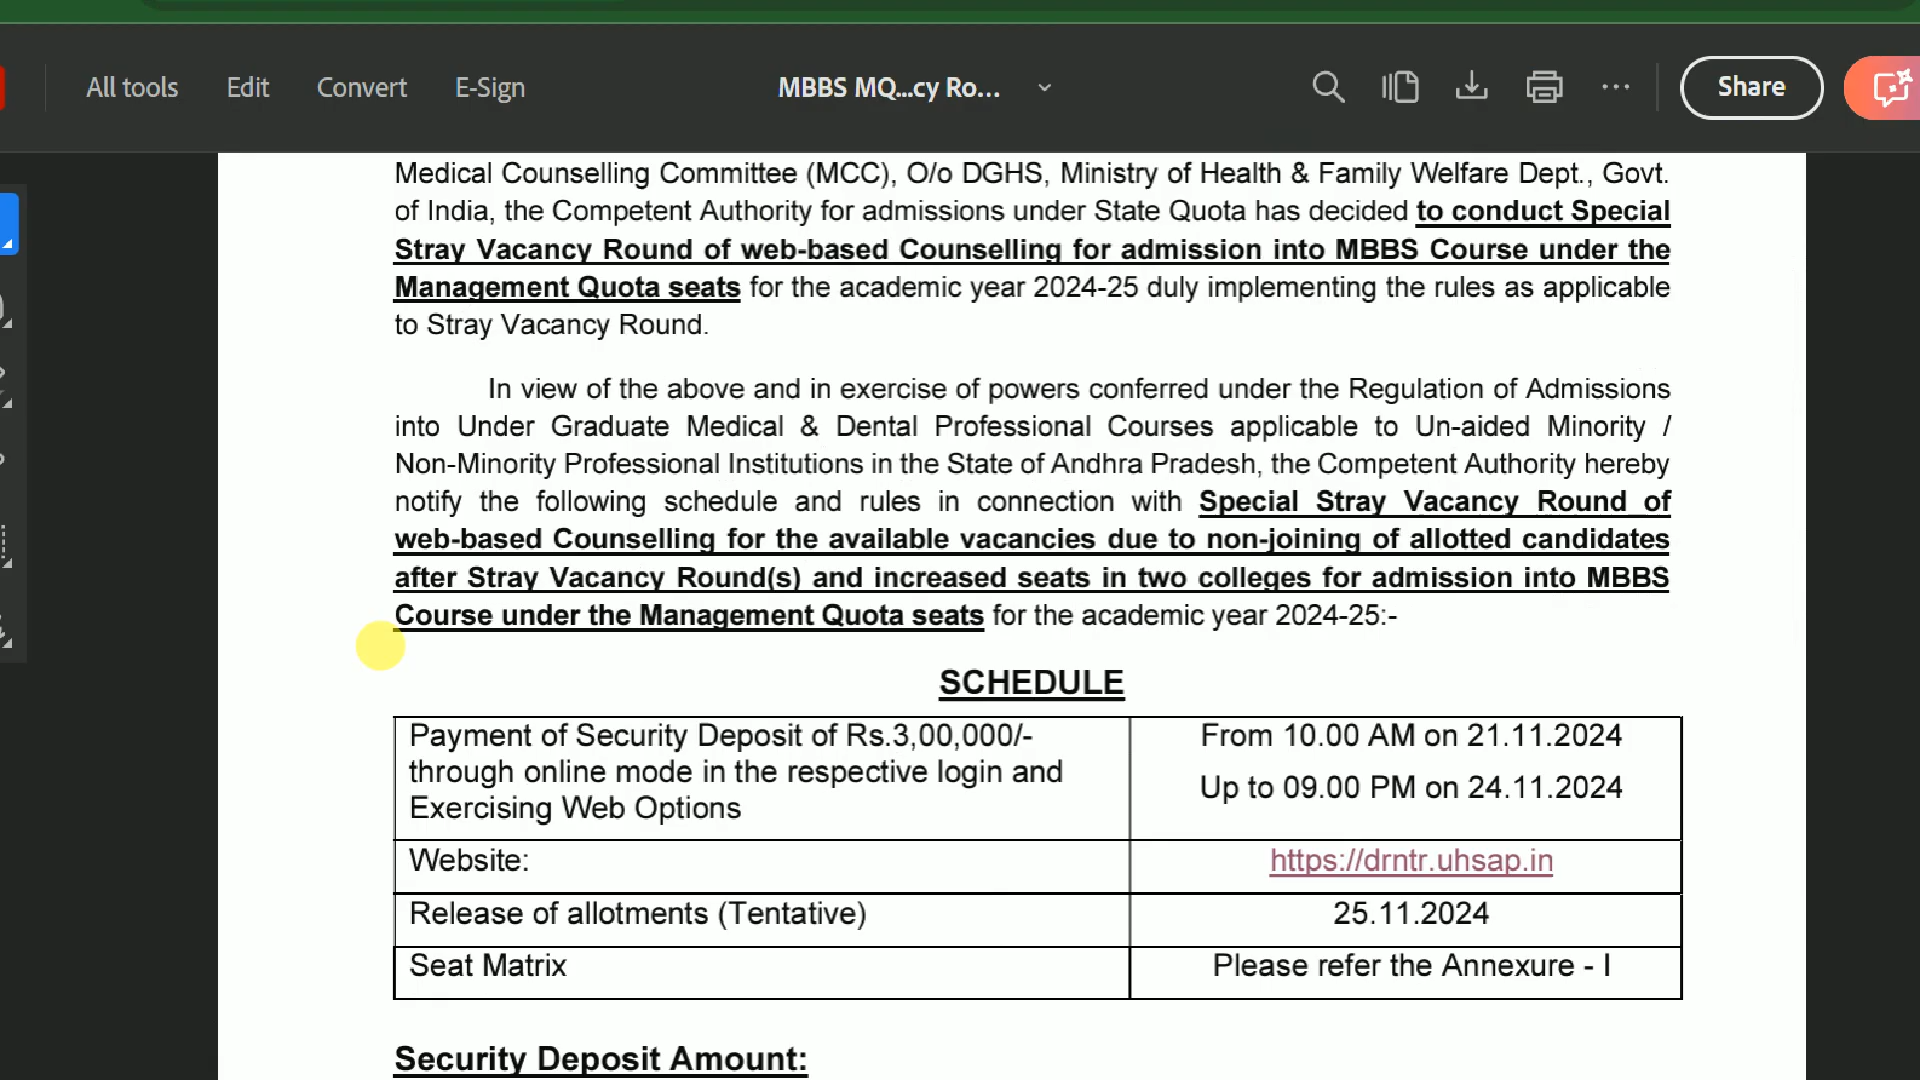 All tools Edit Convert E-Sign MBBS MQ...cy Ro... Share
Medical Counselling Committee (MCC), O/o DGHS, Ministry of Health & Family Welfare Dept., Govt.
of India, the Competent Authority for admissions under State Quota has decided to conduct Special
Stray Vacancy Round of web-based Counselling for admission into MBBS Course under the
Management Quota seats for the academic year 2024-25 duly implementing the rules as applicable
to Stray Vacancy Round.
In view of the above and in exercise of powers conferred under the Regulation of Admissions
into Under Graduate Medical & Dental Professional Courses applicable to Un-aided Minority /
Non-Minority Professional Institutions in the State of Andhra Pradesh, the Competent Authority hereby
notify the following schedule and rules in connection with Special Stray Vacancy Round of
web-based Counselling for the available vacancies due to non-joining of allotted candidates
after Stray Vacancy Round(s) and increased seats in two colleges for admission into MBBS
Course under the Management Quota seats for the academic year 2024-25:-
SCHEDULE
Payment of Security Deposit of Rs.3,00,000/-
through online mode in the respective login and
Exercising Web Options
From 10.00 AM on 21.11.2024
Up to 09.00 PM on 24.11.2024
Website:
https://drntr.uhsap.in
Release of allotments (Tentative)
25.11.2024
Seat Matrix
Please refer the Annexure - I
Security Deposit Amount: